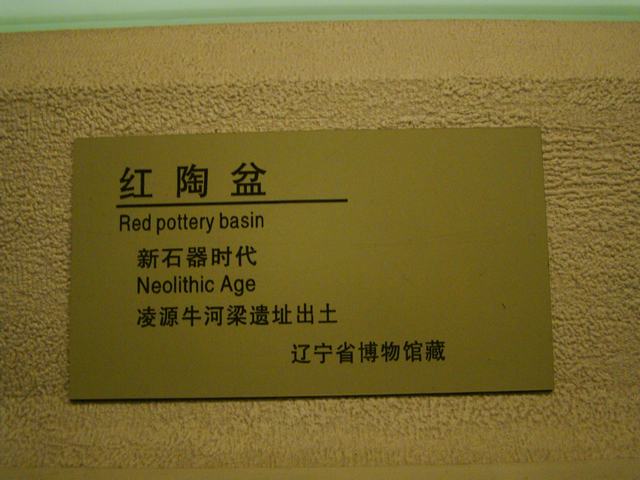 红陶盆
Red pottery basin
新石器时代
Neolithic Age
凌源牛河梁遗址出土
辽宁省博物馆藏